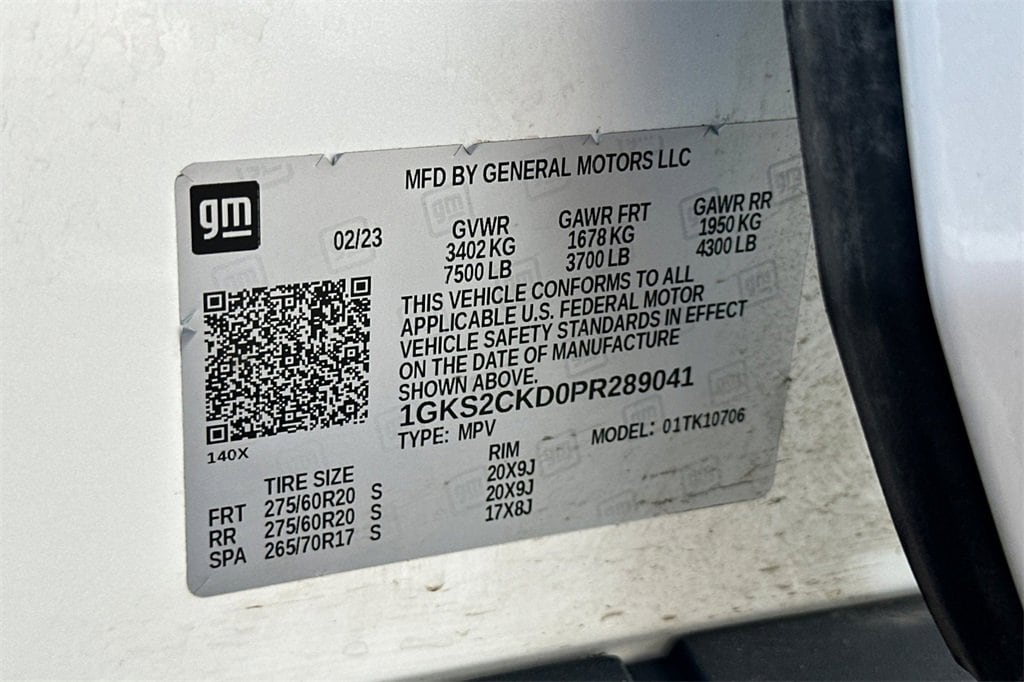 MFD BY GENERAL MOTORS LLC
gm
02/23
GVWR GAWR FRT GAWR RR
3402 KG 1678 KG 1950 KG
7500 LB 3700 LB 4300 LB
THIS VEHICLE CONFORMS TO ALL
APPLICABLE U.S. FEDERAL MOTOR
VEHICLE SAFETY STANDARDS IN EFFECT
ON THE DATE OF MANUFACTURE
SHOWN ABOVE.
1GKS2CKD0PR289041
TYPE: MPV MODEL: 01TK10706
140X
TIRE SIZE RIM
FRT 275/60R20 S 20X9J
RR 275/60R20 S 20X9J
SPA 265/70R17 S 17X8J